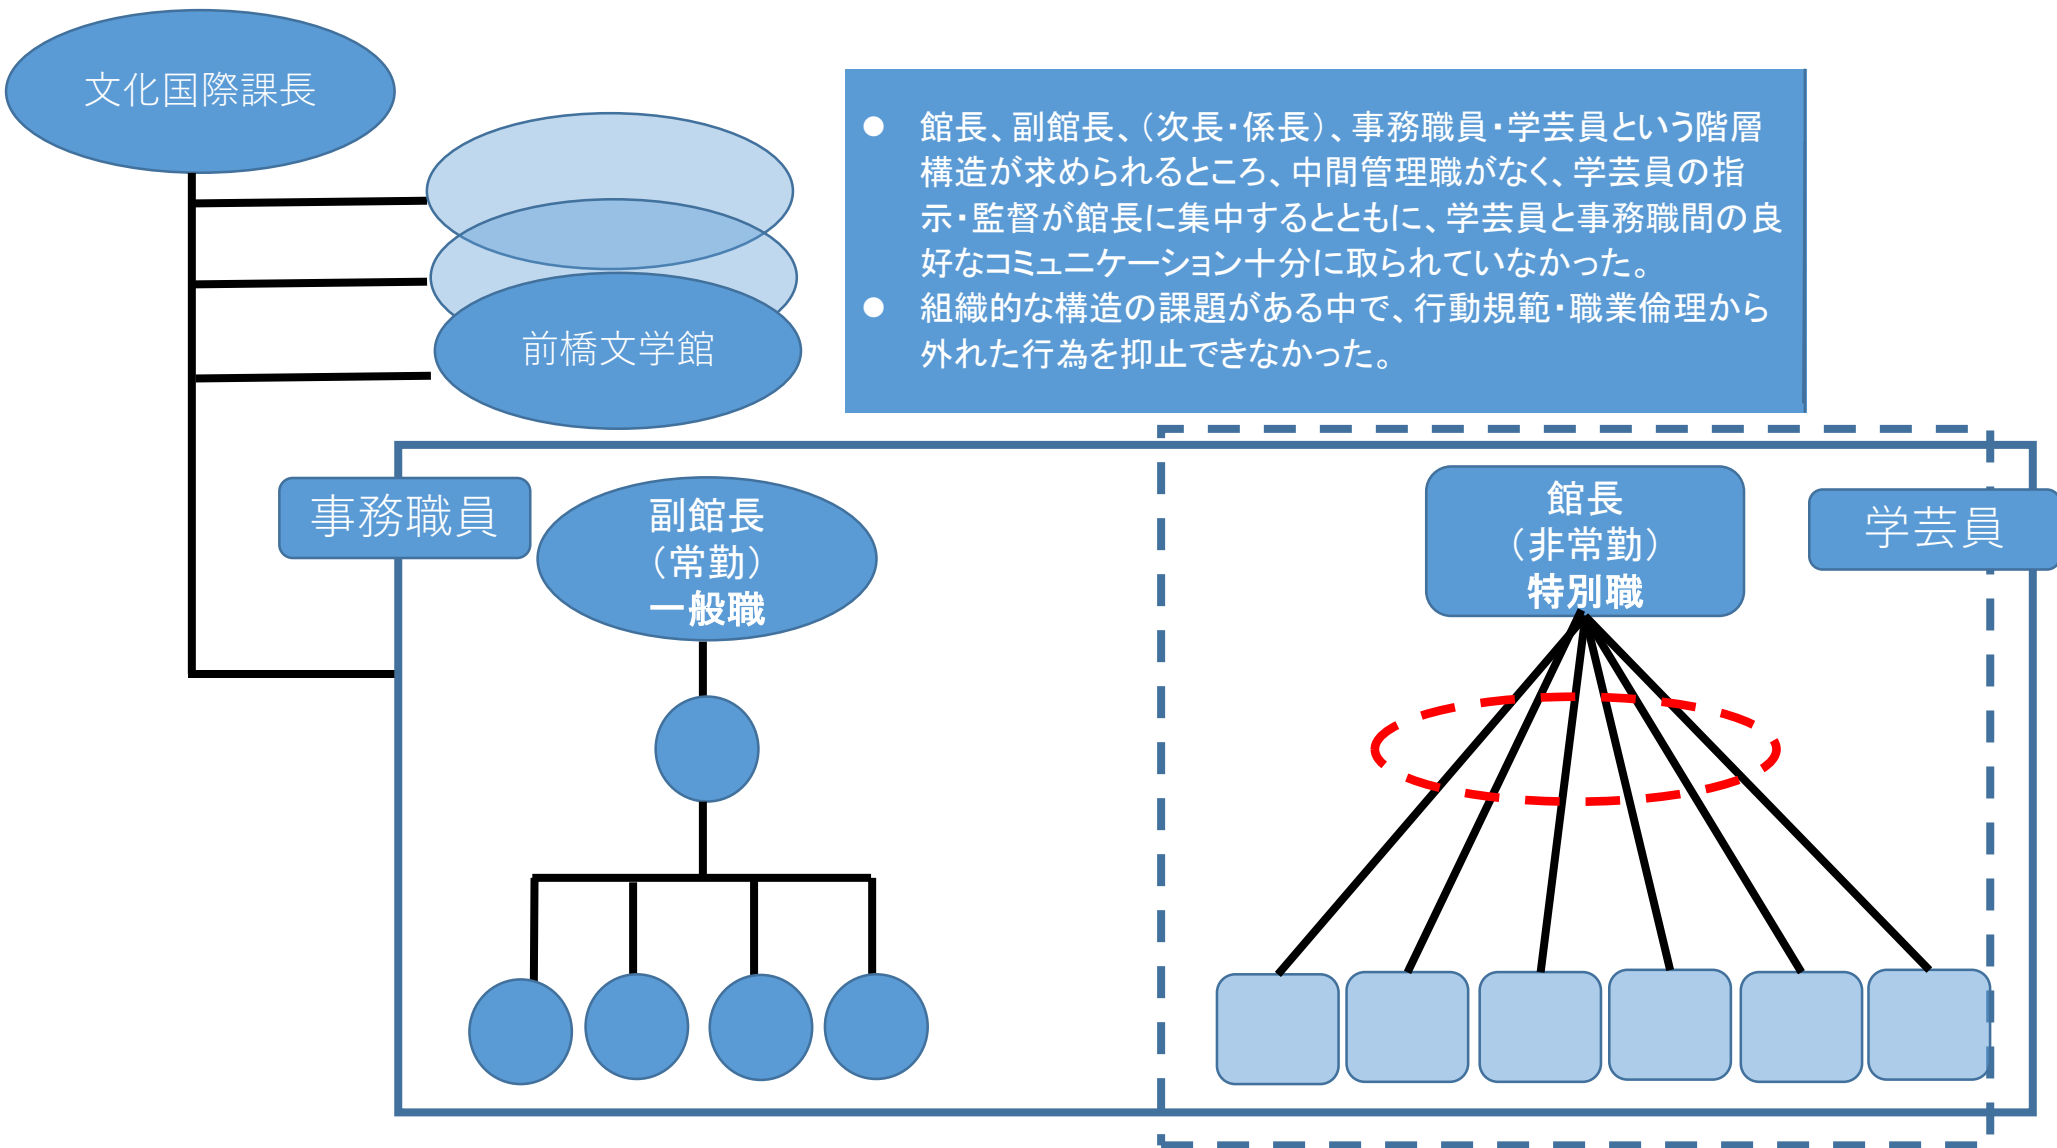 文化国際課長
● 館長、副館長、（次長・係長）、事務職員・学芸員という階層
構造が求められるところ、中間管理職がなく、学芸員の指
示・監督が館長に集中するとともに、学芸員と事務職間の良
好なコミュニケーション十分に取られていなかった。
● 組織的な構造の課題がある中で、行動規範・職業倫理から
外れた行為を抑止できなかった。
前橋文学館
事務職員
副館長
（常勤）
一般職
館長
（非常勤）
特別職
学芸員